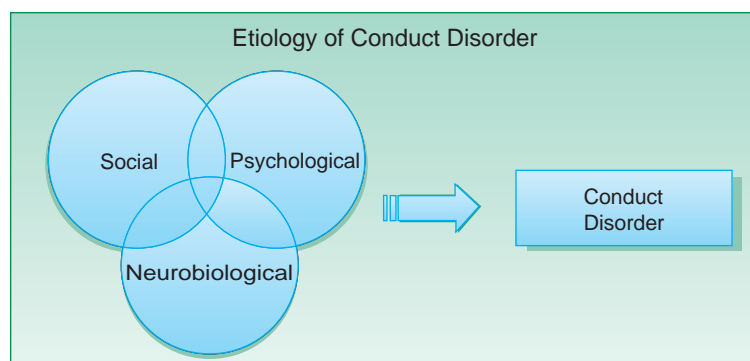 Etiology of Conduct Disorder
Social
Psychological
Neurobiological
Conduct
Disorder